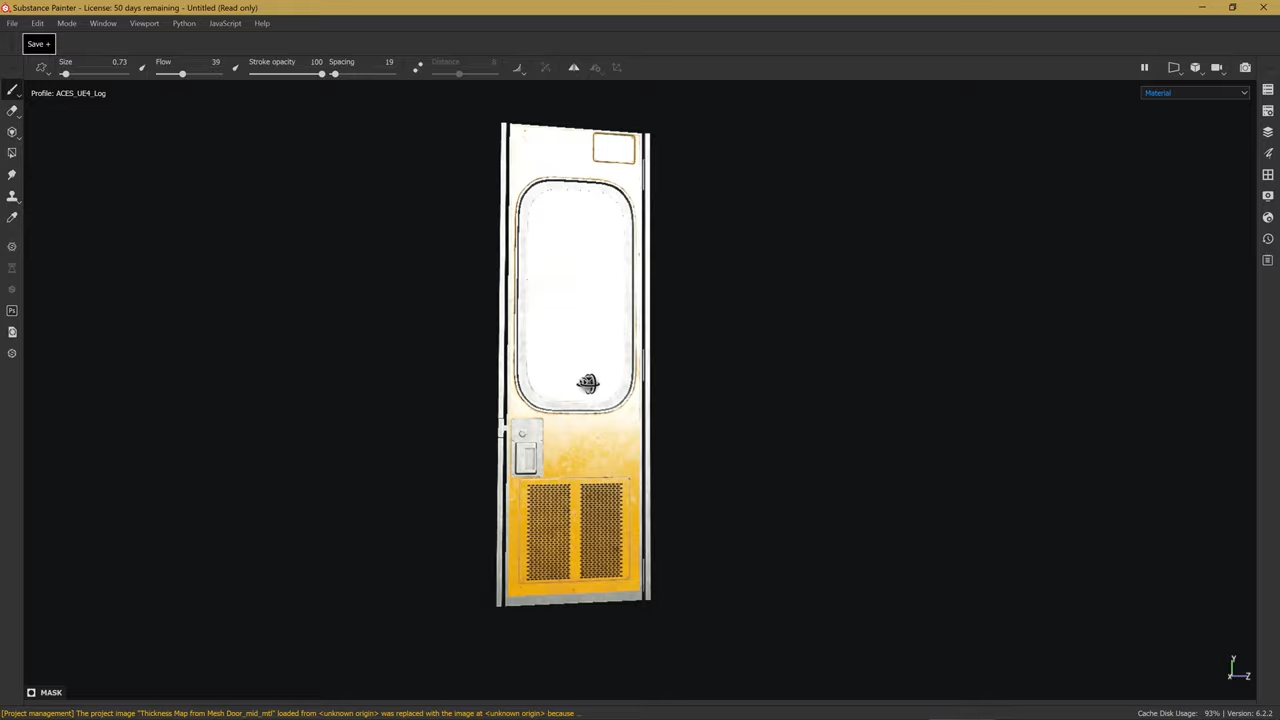 Substance Painter - License: 50 days remaining - Untitled (Read only)
File Edit Mode Window Viewport Python JavaScript Help
Save +
Size 0.73 Flow 39 Stroke opacity 100 Spacing 19 Distance 8
Profile: ACES_UE4_Log
Material
Ps
Y
X Z
MASK
[Project management] The project image "Thickness Map from Mesh Door_mid_mtl" loaded from <unknown origin> was replaced with the image at <unknown origin> because ...
Cache Disk Usage: 93% | Version: 6.2.2